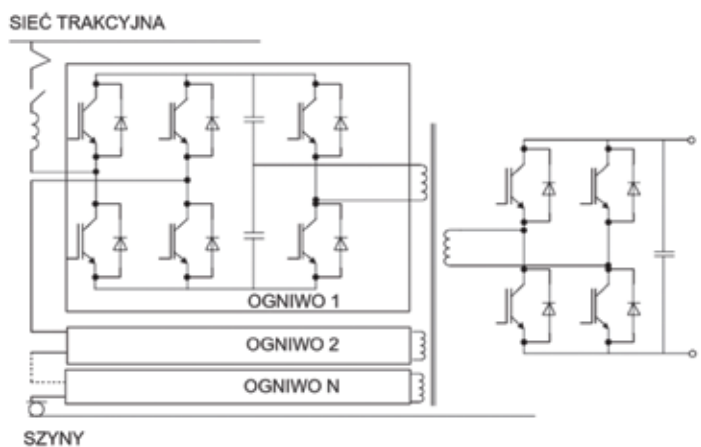 SIEĆ TRAKCYJNA
OGNIWO 1
OGNIWO 2
OGNIWO N
SZYNY